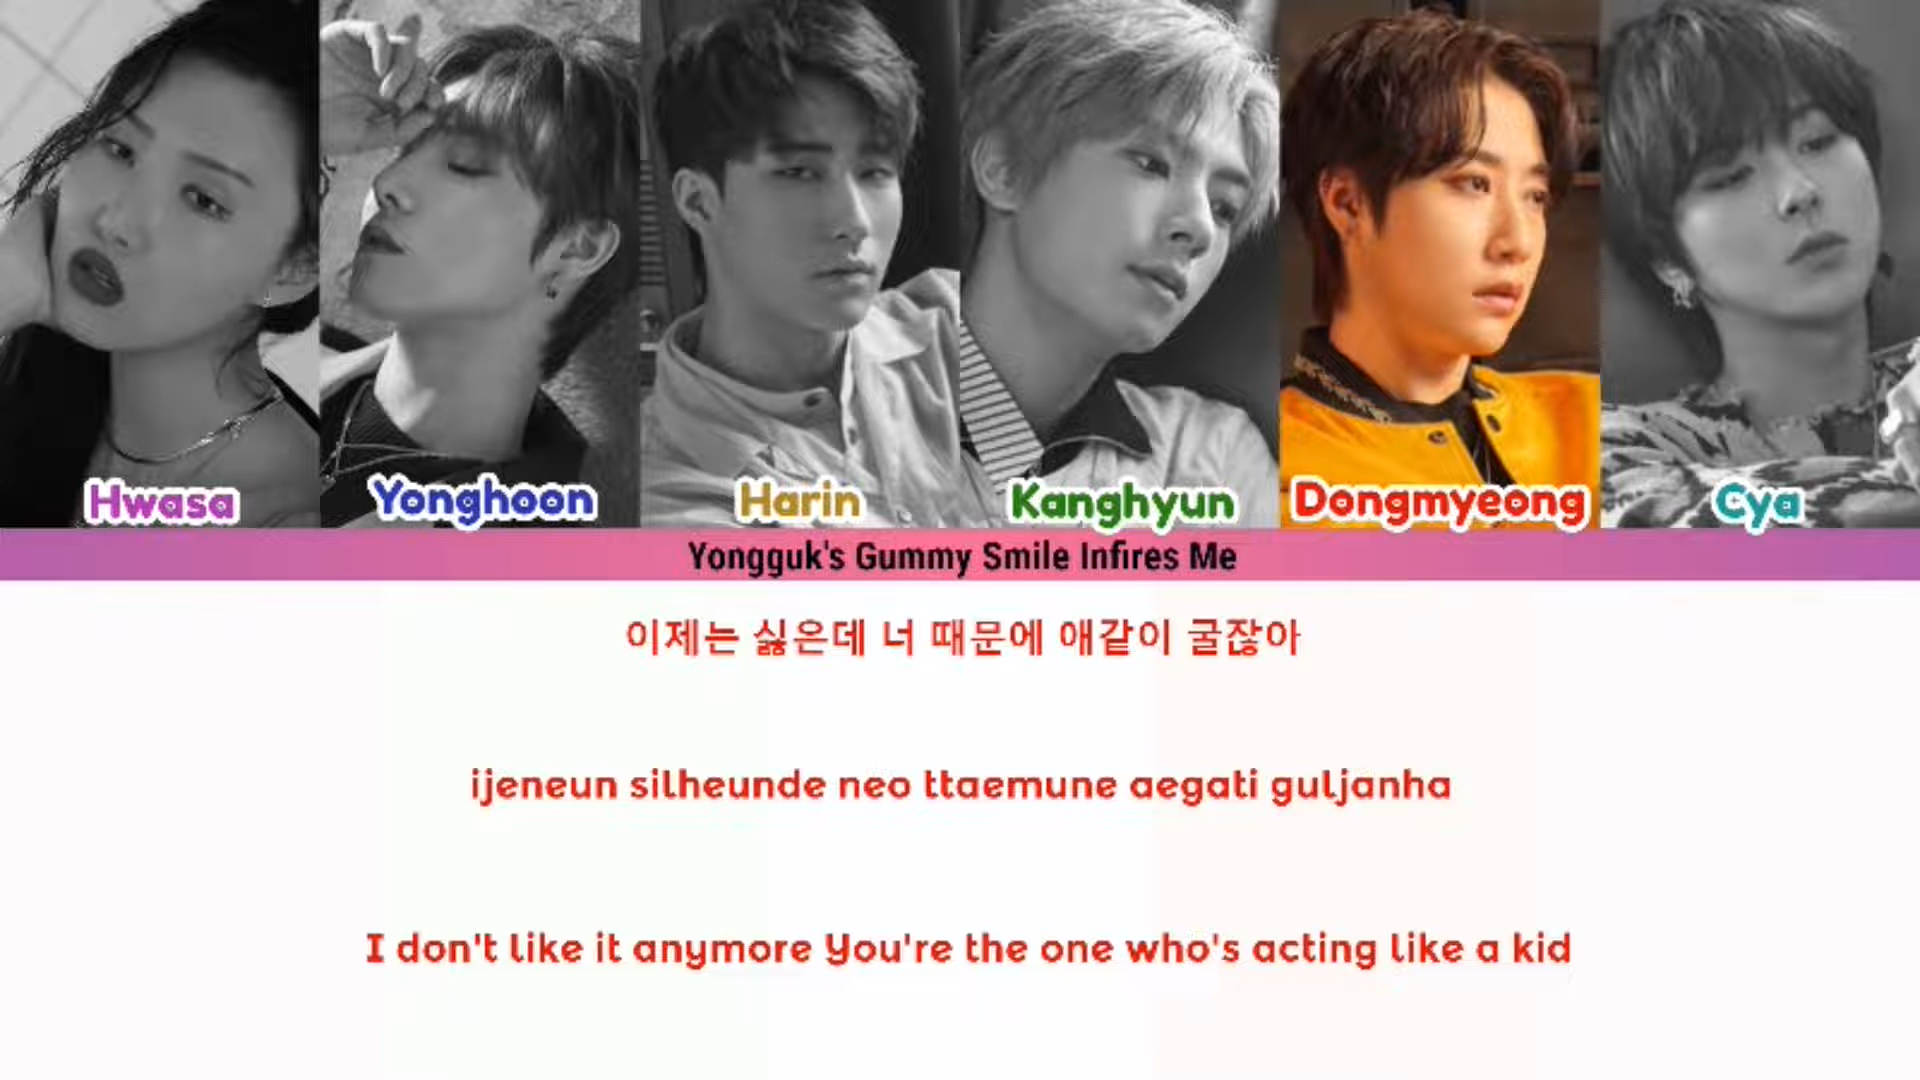 Hwasa
Yonghoon
Harin
Kanghyun
Dongmyeong
Cya
Yongguk's Gummy Smile Infires Me
이제는 싫은데 너 때문에 애같이 굴잖아
ijeneun silheunde neo ttaemune aegati guljanha
I don't like it anymore You're the one who's acting like a kid